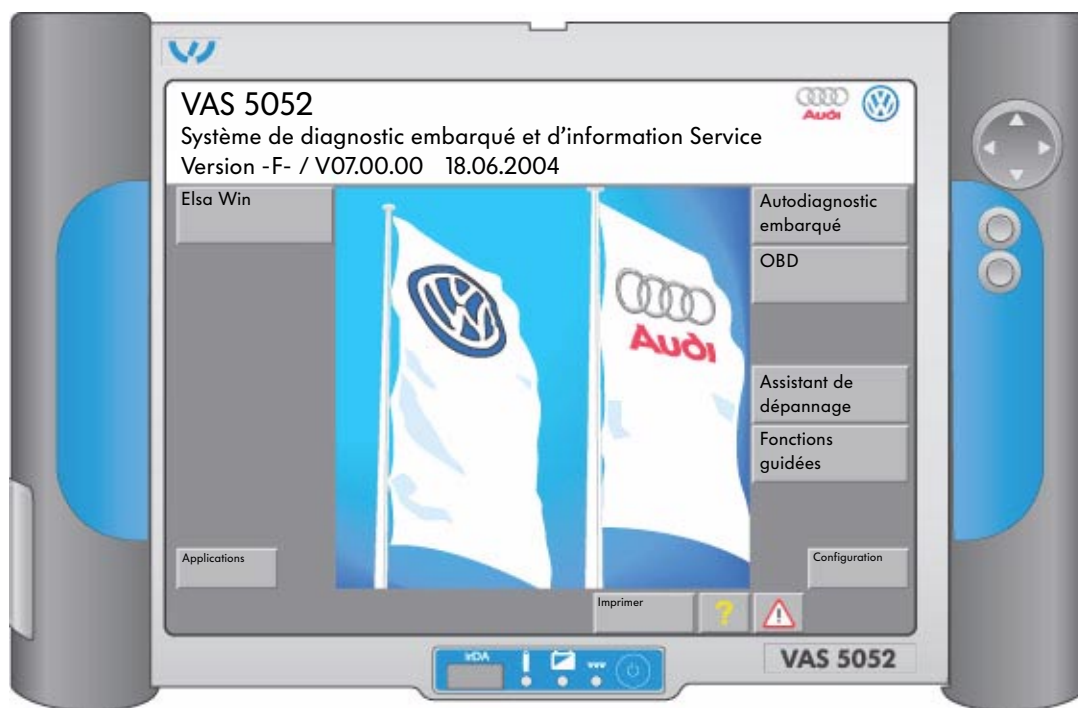 VAS 5052
Audi
Système de diagnostic embarqué et d'information Service
Version -F- / V07.00.00 18.06.2004
Elsa Win
Autodiagnostic
embarqué
OBD
Audi
Assistant de
dépannage
Fonctions
guidées
Applications
Configuration
Imprimer
?
!
IrDA
VAS 5052